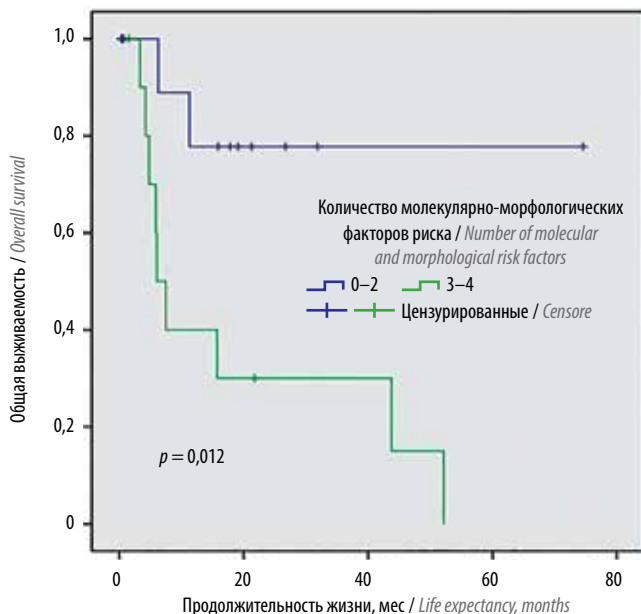 Общая выживаемость / Overall survival
1,0
0,8
0,6
0,4
0,2
0
Количество молекулярно-морфологических
факторов риска / Number of molecular
and morphological risk factors
0–2 3–4
Цензурированные / Censore
p = 0,012
0 20 40 60 80
Продолжительность жизни, мес / Life expectancy, months